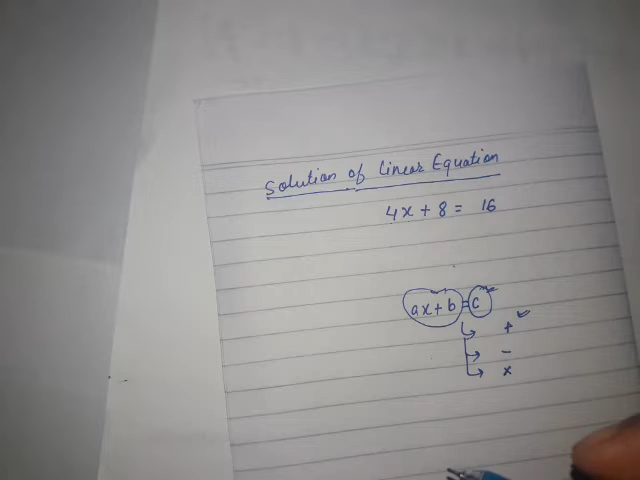 Solution of Linear Equation
4x + 8 = 16
ax + b = c
+
-
×